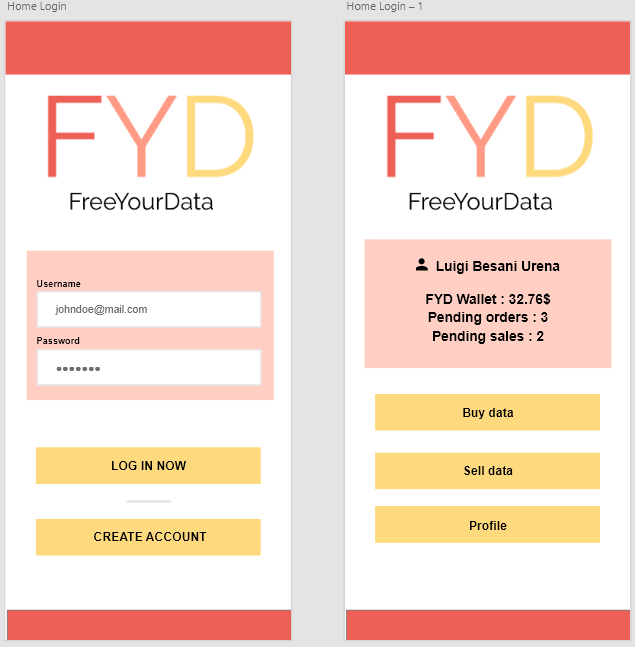 Home Login
FYD
FreeYourData
Username
johndoe@mail.com
Password
•••••••
LOG IN NOW
CREATE ACCOUNT
Home Login – 1
FYD
FreeYourData
Luigi Besani Urena
FYD Wallet : 32.76$
Pending orders : 3
Pending sales : 2
Buy data
Sell data
Profile